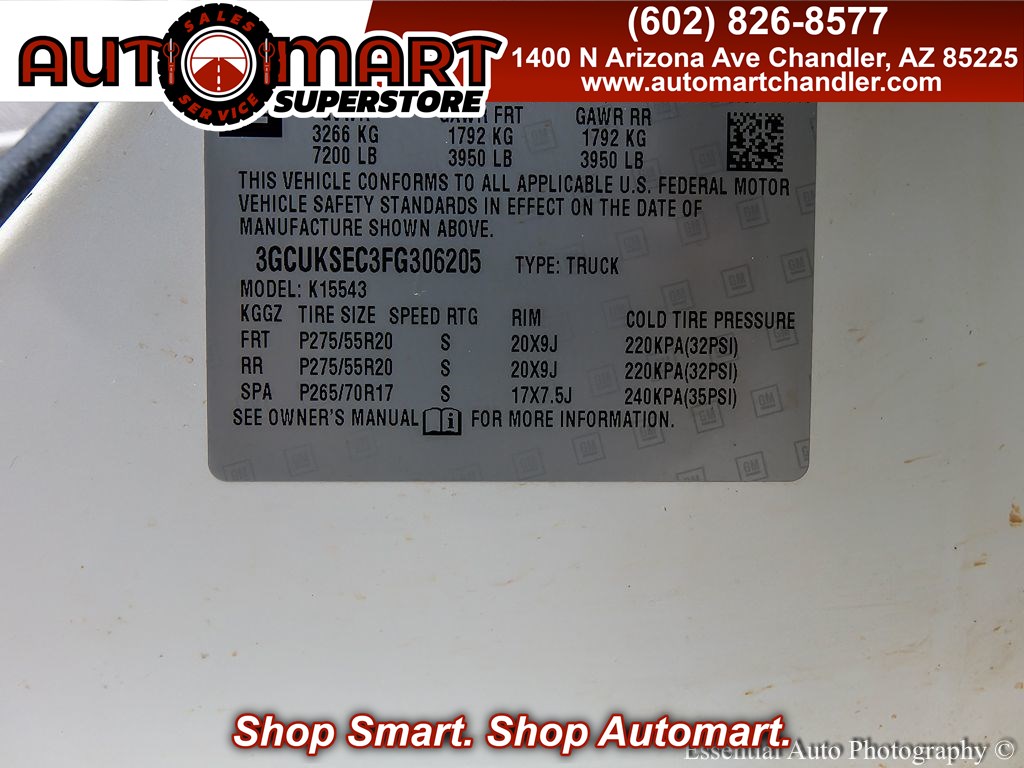 AUTOMART
SALES
SERVICE
SUPERSTORE
(602) 826-8577
1400 N Arizona Ave Chandler, AZ 85225
www.automartchandler.com
GAWR FRT GAWR RR
3266 KG 1792 KG 1792 KG
7200 LB 3950 LB 3950 LB
THIS VEHICLE CONFORMS TO ALL APPLICABLE U.S. FEDERAL MOTOR
VEHICLE SAFETY STANDARDS IN EFFECT ON THE DATE OF
MANUFACTURE SHOWN ABOVE.
3GCUKSEC3FG306205 TYPE: TRUCK
MODEL: K15543
KGGZ TIRE SIZE SPEED RTG RIM COLD TIRE PRESSURE
FRT P275/55R20 S 20X9J 220KPA(32PSI)
RR P275/55R20 S 20X9J 220KPA(32PSI)
SPA P265/70R17 S 17X7.5J 240KPA(35PSI)
SEE OWNER'S MANUAL FOR MORE INFORMATION.
GM
Shop Smart. Shop Automart.
Essential Auto Photography ©